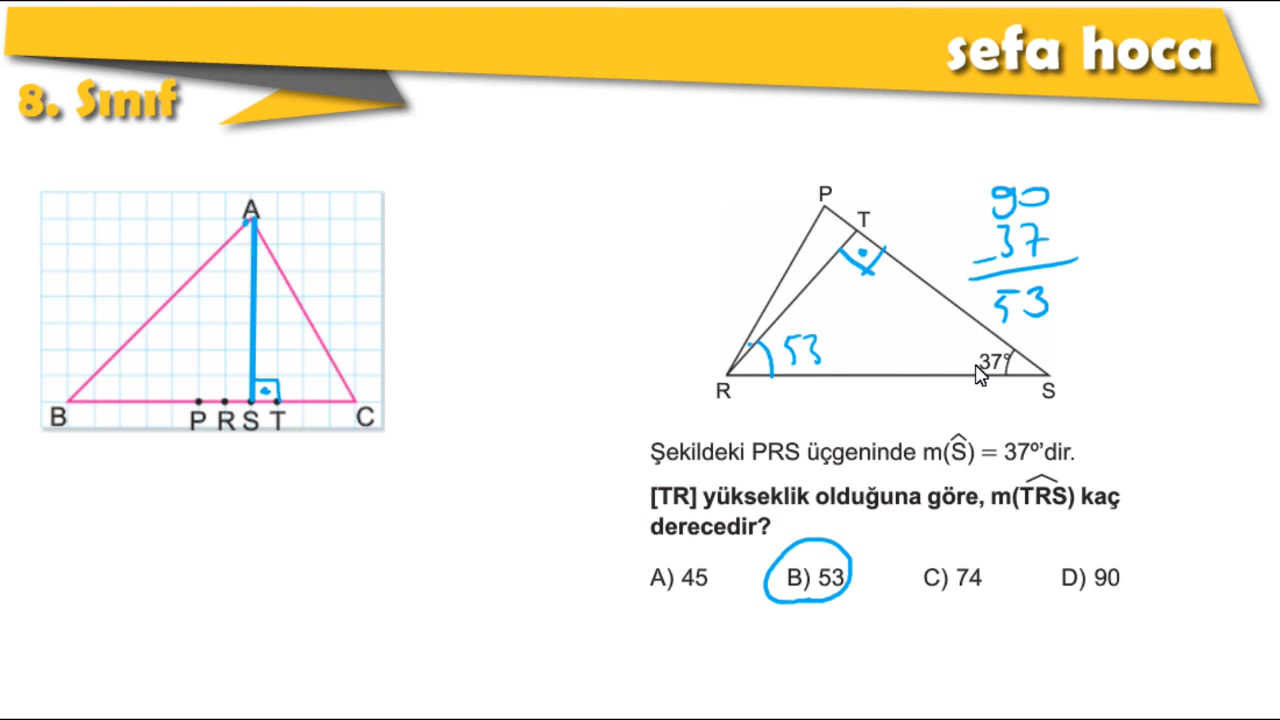 sefa hoca
8. Sınıf
A
B
P R S T
C
P
T
90
-37
53
53
37°
R
S
Şekildeki PRS üçgeninde m(S) = 37º'dir.
[TR] yükseklik olduğuna göre, m(TRS) kaç
derecedir?
A) 45 B) 53 C) 74 D) 90